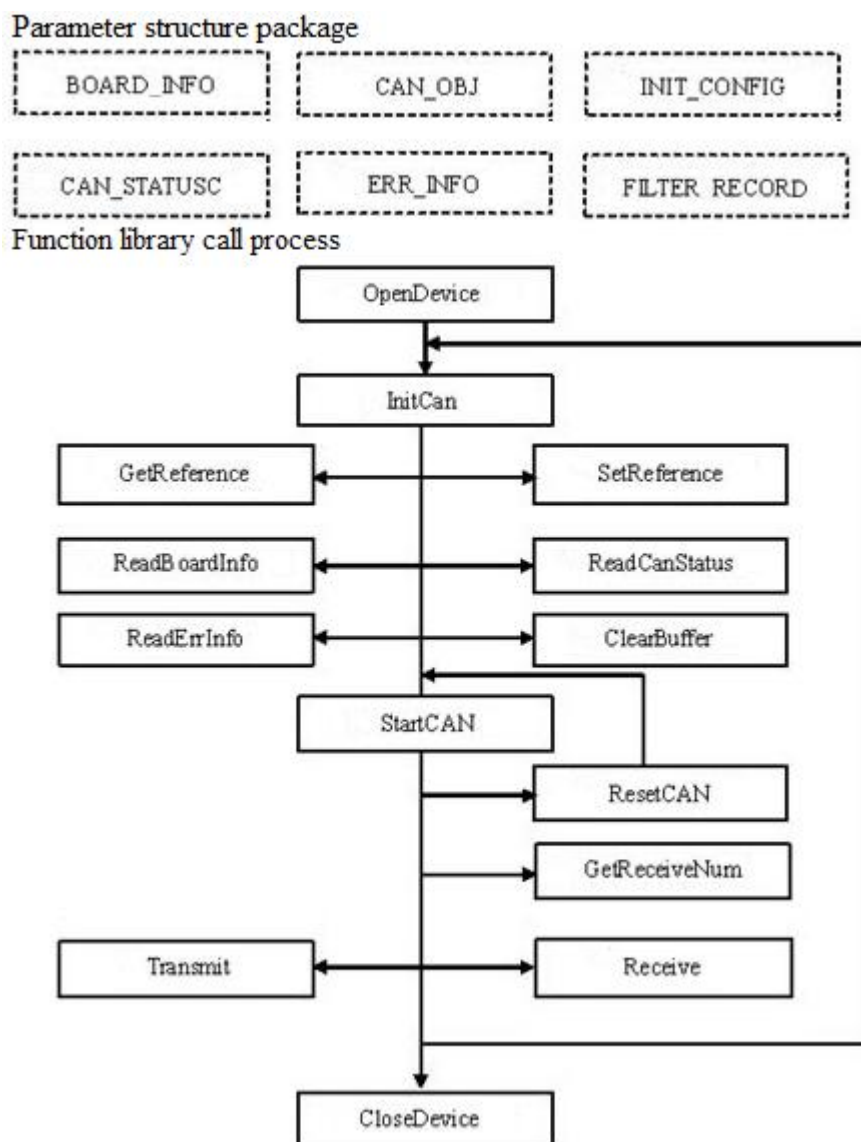 Parameter structure package
BOARD_INFO CAN_OBJ INIT_CONFIG
CAN_STATUSC ERR_INFO FILTER RECORD
Function library call process
OpenDevice
InitCan
GetReference SetReference
ReadBoardInfo ReadCanStatus
ReadErrInfo ClearBuffer
StartCAN
ResetCAN
GetReceiveNum
Transmit Receive
CloseDevice